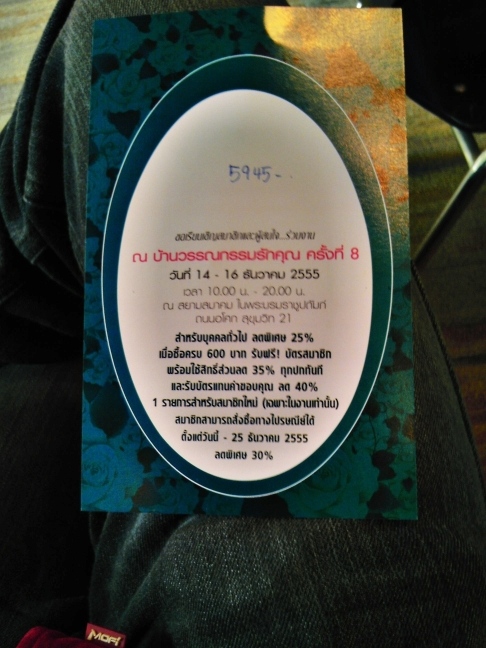 5945-..
ขอเรียนเชิญสมาชิกและผู้สนใจ...ร่วมงาน
ณ บ้านวรรณกรรมรักคุณ ครั้งที่ 8
วันที่ 14 - 16 ธันวาคม 2555
เวลา 10.00 น. - 20.00 น.
ณ สยามสมาคม ในพระบรมราชูปถัมภ์
ถนนอโศก สุขุมวิท 21
สำหรับบุคคลทั่วไป ลดพิเศษ 25%
เมื่อซื้อครบ 600 บาท รับฟรี! บัตรสมาชิก
พร้อมใช้สิทธิ์ส่วนลด 35% ทุกปกทันที
และรับบัตรแทนคำขอบคุณ ลด 40%
1 รายการสำหรับสมาชิกใหม่ (เฉพาะในงานเท่านั้น)
สมาชิกสามารถสั่งซื้อทางไปรษณีย์ได้
ตั้งแต่วันนี้ - 25 ธันวาคม 2555
ลดพิเศษ 30%